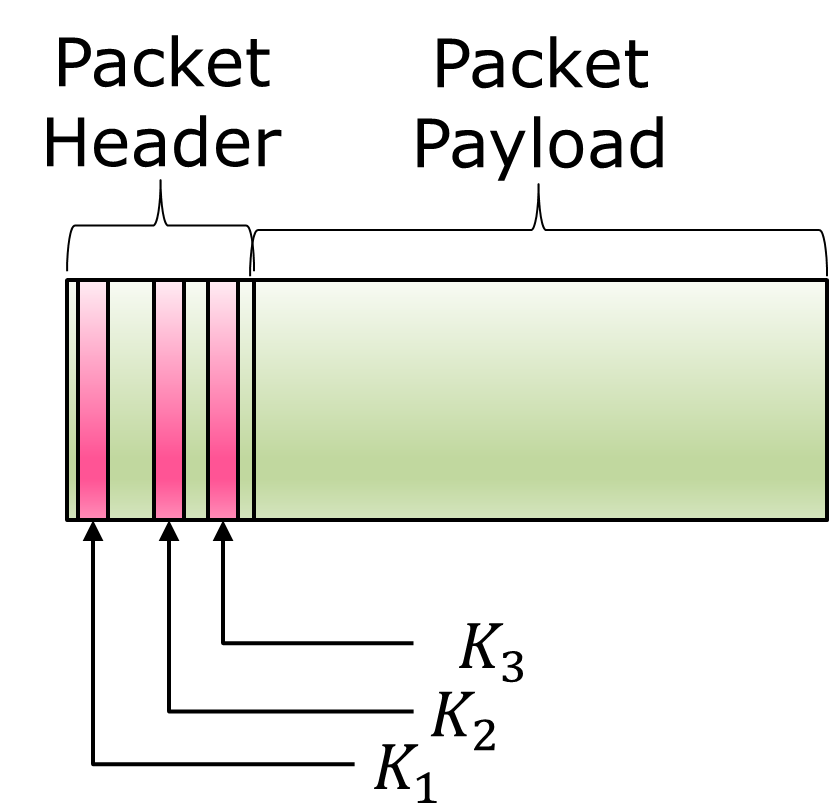 Packet
Header
Packet
Payload
K₃
K₂
K₁